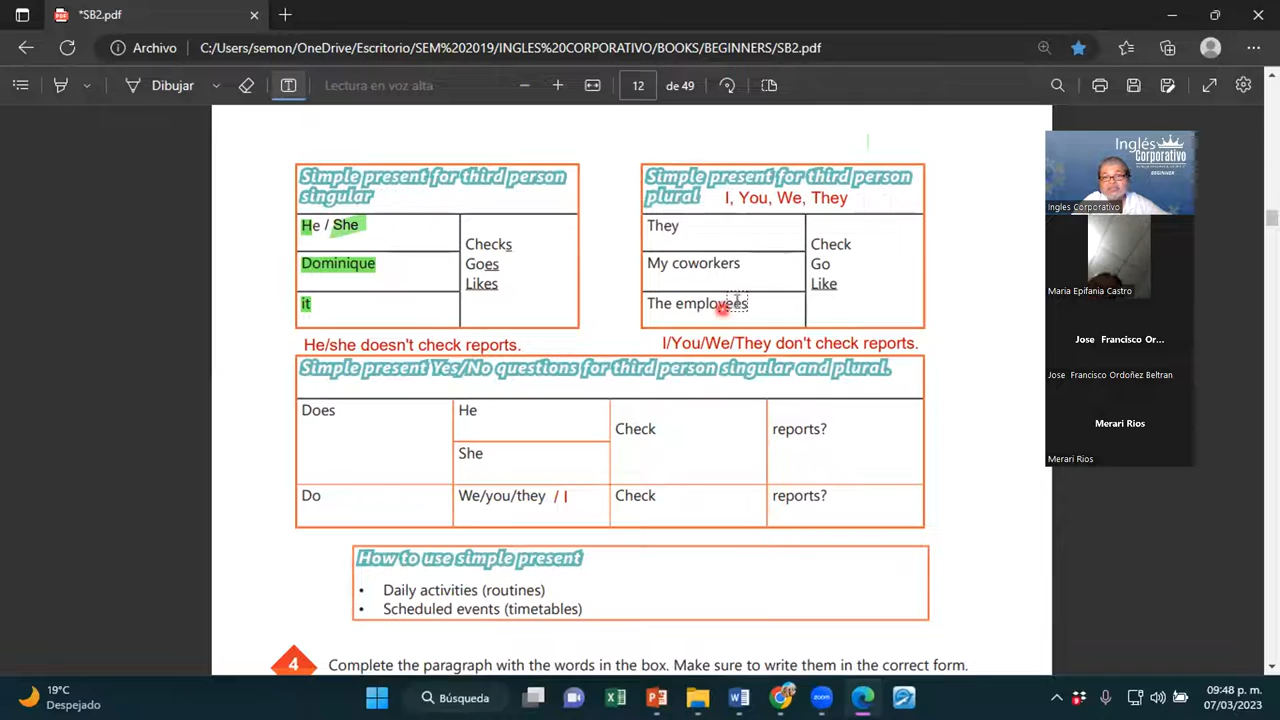 *SB2.pdf
Archivo
C:/Users/semon/OneDrive/Escritorio/SEM%202019/INGLES%20CORPORATIVO/BOOKS/BEGINNERS/SB2.pdf
Dibujar
Lectura en voz alta
12
de 49
Simple present for third person
singular
He / She
Dominique
it
Checks
Goes
Likes
Simple present for third person
plural I, You, We, They
They
My coworkers
The employees
Check
Go
Like
He/she doesn't check reports.
I/You/We/They don't check reports.
Simple present Yes/No questions for third person singular and plural.
Does
He
She
Check
reports?
Do
We/you/they / I
Check
reports?
How to use simple present
• Daily activities (routines)
• Scheduled events (timetables)
4 Complete the paragraph with the words in the box. Make sure to write them in the correct form.
Inglés
Corporativo
BEGINNER
Ingles Corporativo
Maria Epifania Castro
Jose Francisco Or...
Jose Francisco Ordoñez Beltran
Merari Rios
Merari Rios
19°C
Despejado
Búsqueda
09:48 p. m.
07/03/2023